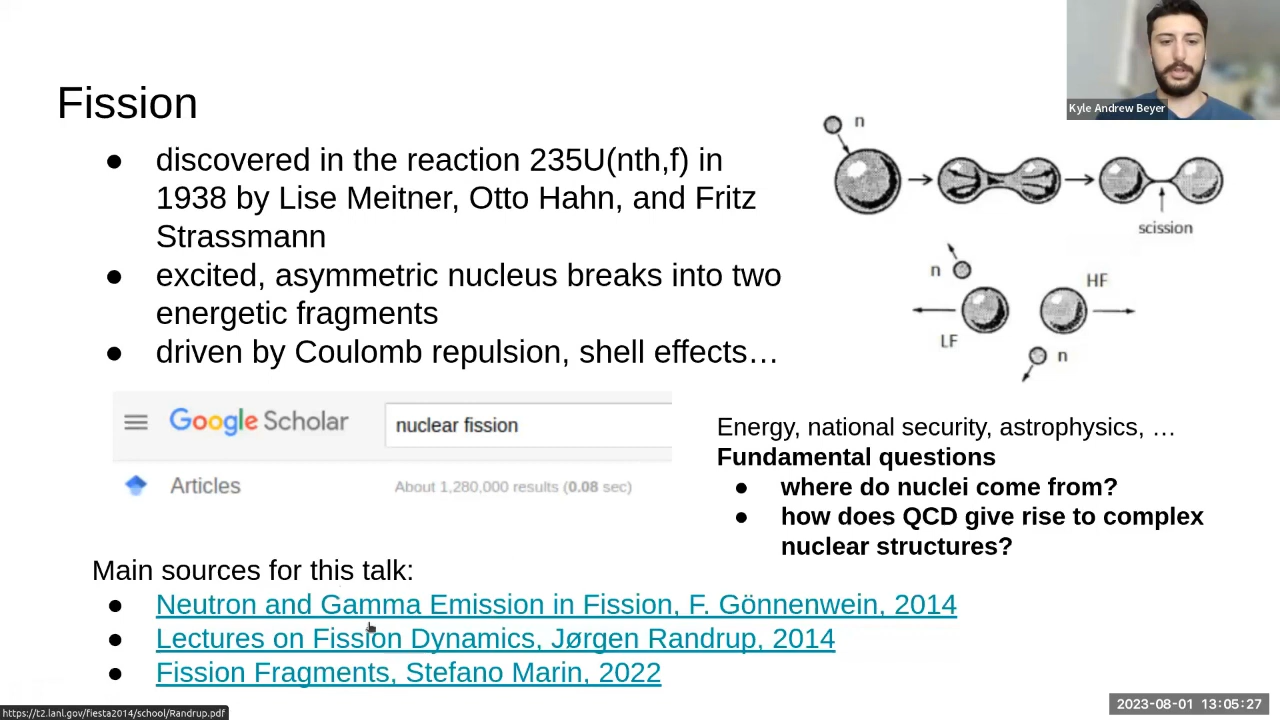 Kyle Andrew Beyer
Fission
● discovered in the reaction 235U(nth,f) in
1938 by Lise Meitner, Otto Hahn, and Fritz
Strassmann
● excited, asymmetric nucleus breaks into two
energetic fragments
● driven by Coulomb repulsion, shell effects…
n
scission
n
HF
LF
n
Google Scholar
nuclear fission
Articles
About 1,280,000 results (0.08 sec)
Energy, national security, astrophysics, …
Fundamental questions
● where do nuclei come from?
● how does QCD give rise to complex
nuclear structures?
Main sources for this talk:
● Neutron and Gamma Emission in Fission, F. Gönnenwein, 2014
● Lectures on Fission Dynamics, Jørgen Randrup, 2014
● Fission Fragments, Stefano Marin, 2022
https://t2.lanl.gov/fiesta2014/school/Randrup.pdf
2023-08-01 13:05:27